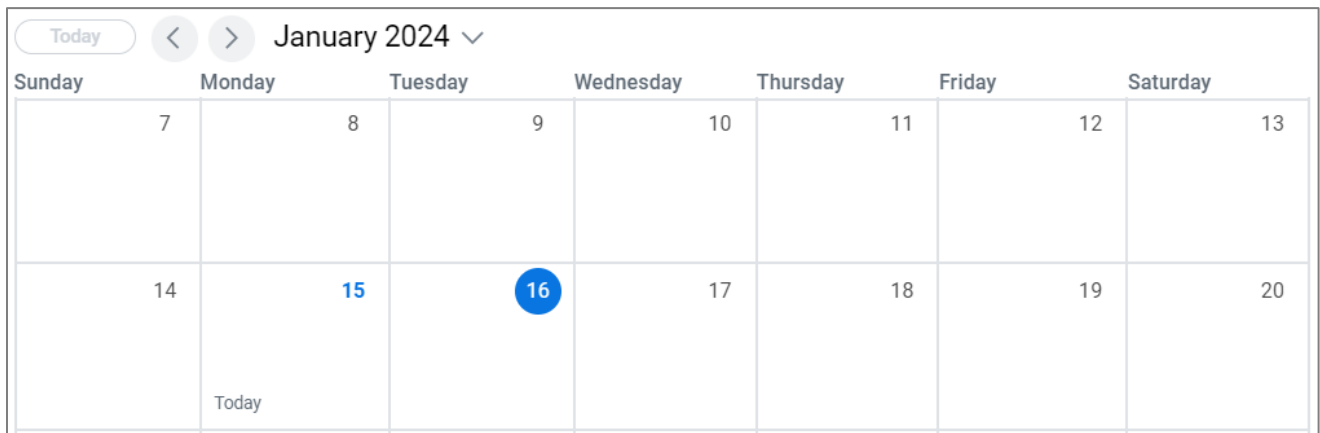 Today < > January 2024
Sunday Monday Tuesday Wednesday Thursday Friday Saturday
7 8 9 10 11 12 13
14 15 16 17 18 19 20
Today